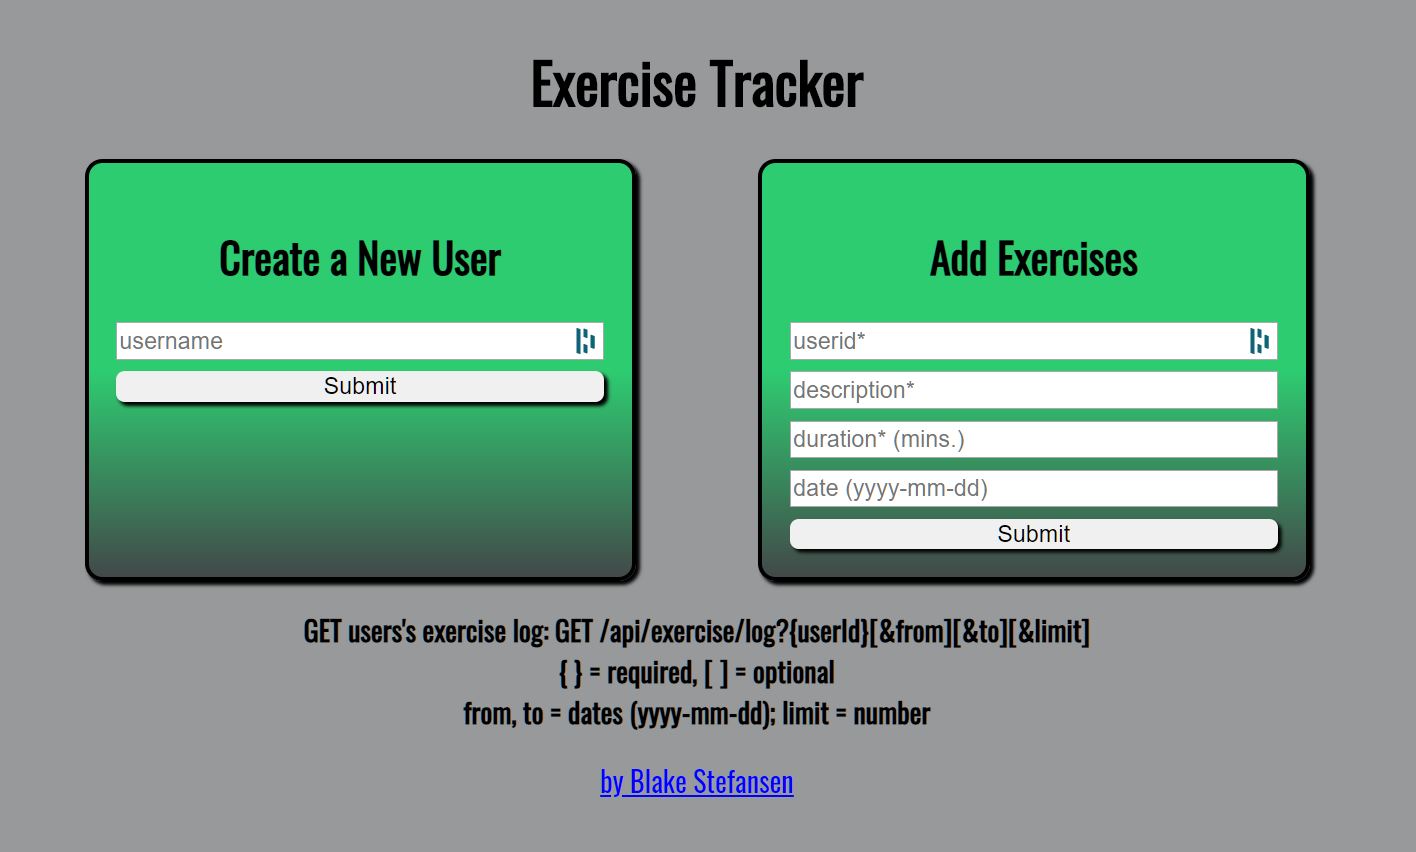 Exercise Tracker
Create a New User
username
Submit
Add Exercises
userid*
description*
duration* (mins.)
date (yyyy-mm-dd)
Submit
GET users's exercise log: GET /api/exercise/log?{userId}[&from][&to][&limit]
{ } = required, [ ] = optional
from, to = dates (yyyy-mm-dd); limit = number
by Blake Stefansen